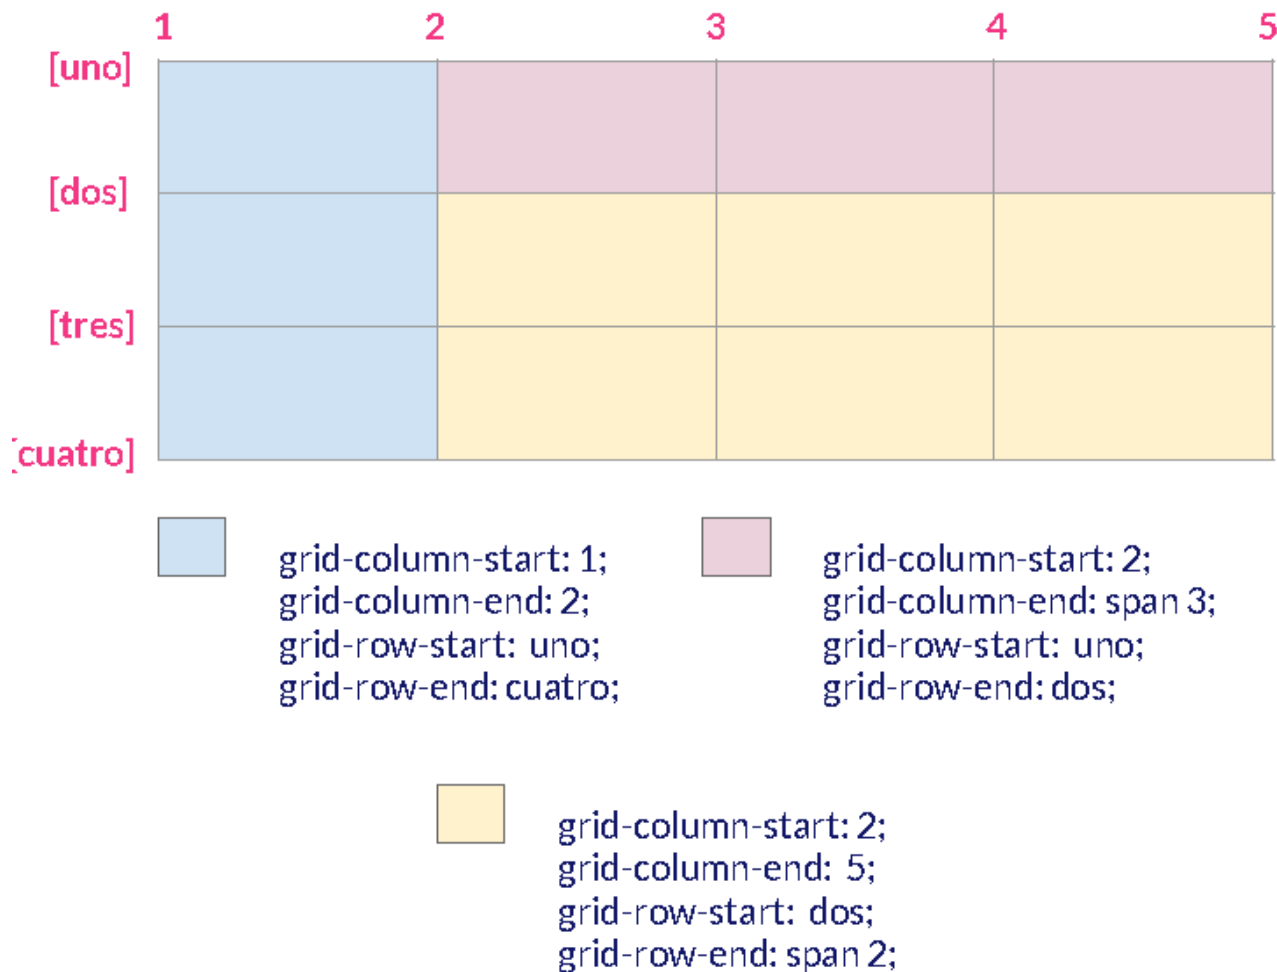 1 2 3 4 5
[uno]
[dos]
[tres]
[cuatro]
grid-column-start: 1;
grid-column-end: 2;
grid-row-start: uno;
grid-row-end: cuatro;
grid-column-start: 2;
grid-column-end: span 3;
grid-row-start: uno;
grid-row-end: dos;
grid-column-start: 2;
grid-column-end: 5;
grid-row-start: dos;
grid-row-end: span 2;